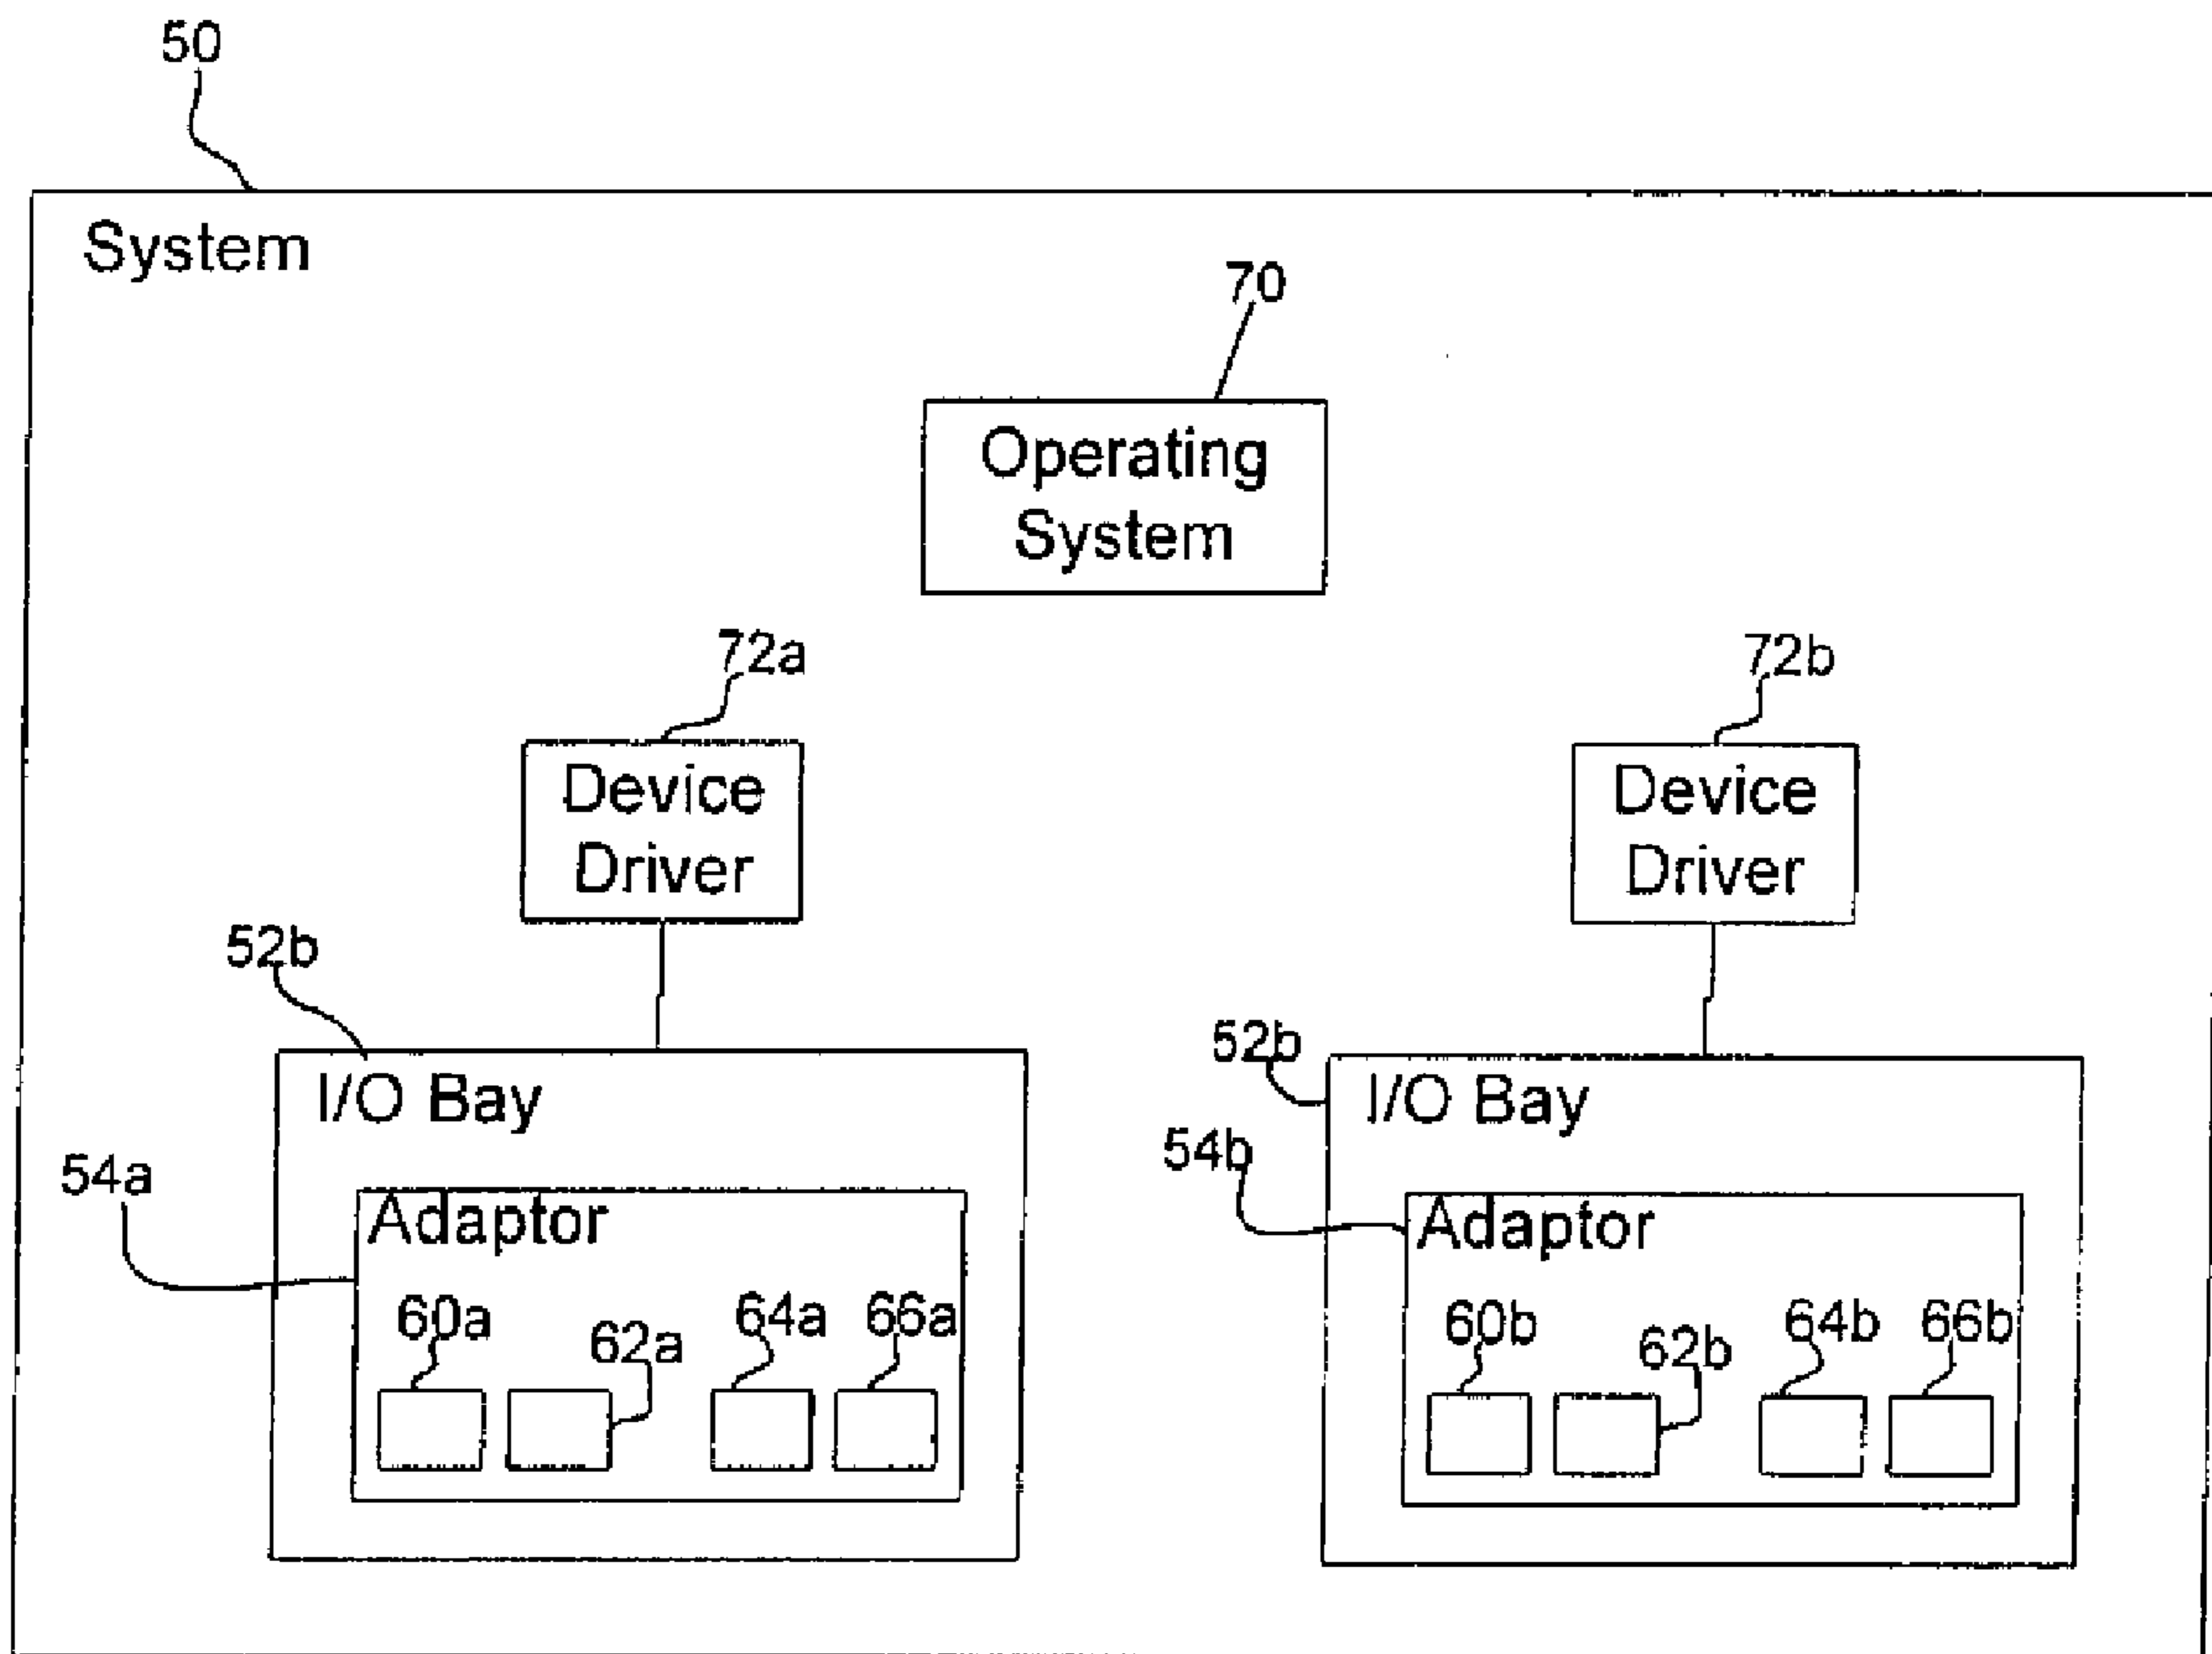 50
System
70
Operating
System
72a
72b
Device
Driver
Device
Driver
52b
52b
I/O Bay
I/O Bay
54a
54b
Adaptor
Adaptor
60a
62a
64a
66a
60b
62b
64b
66b